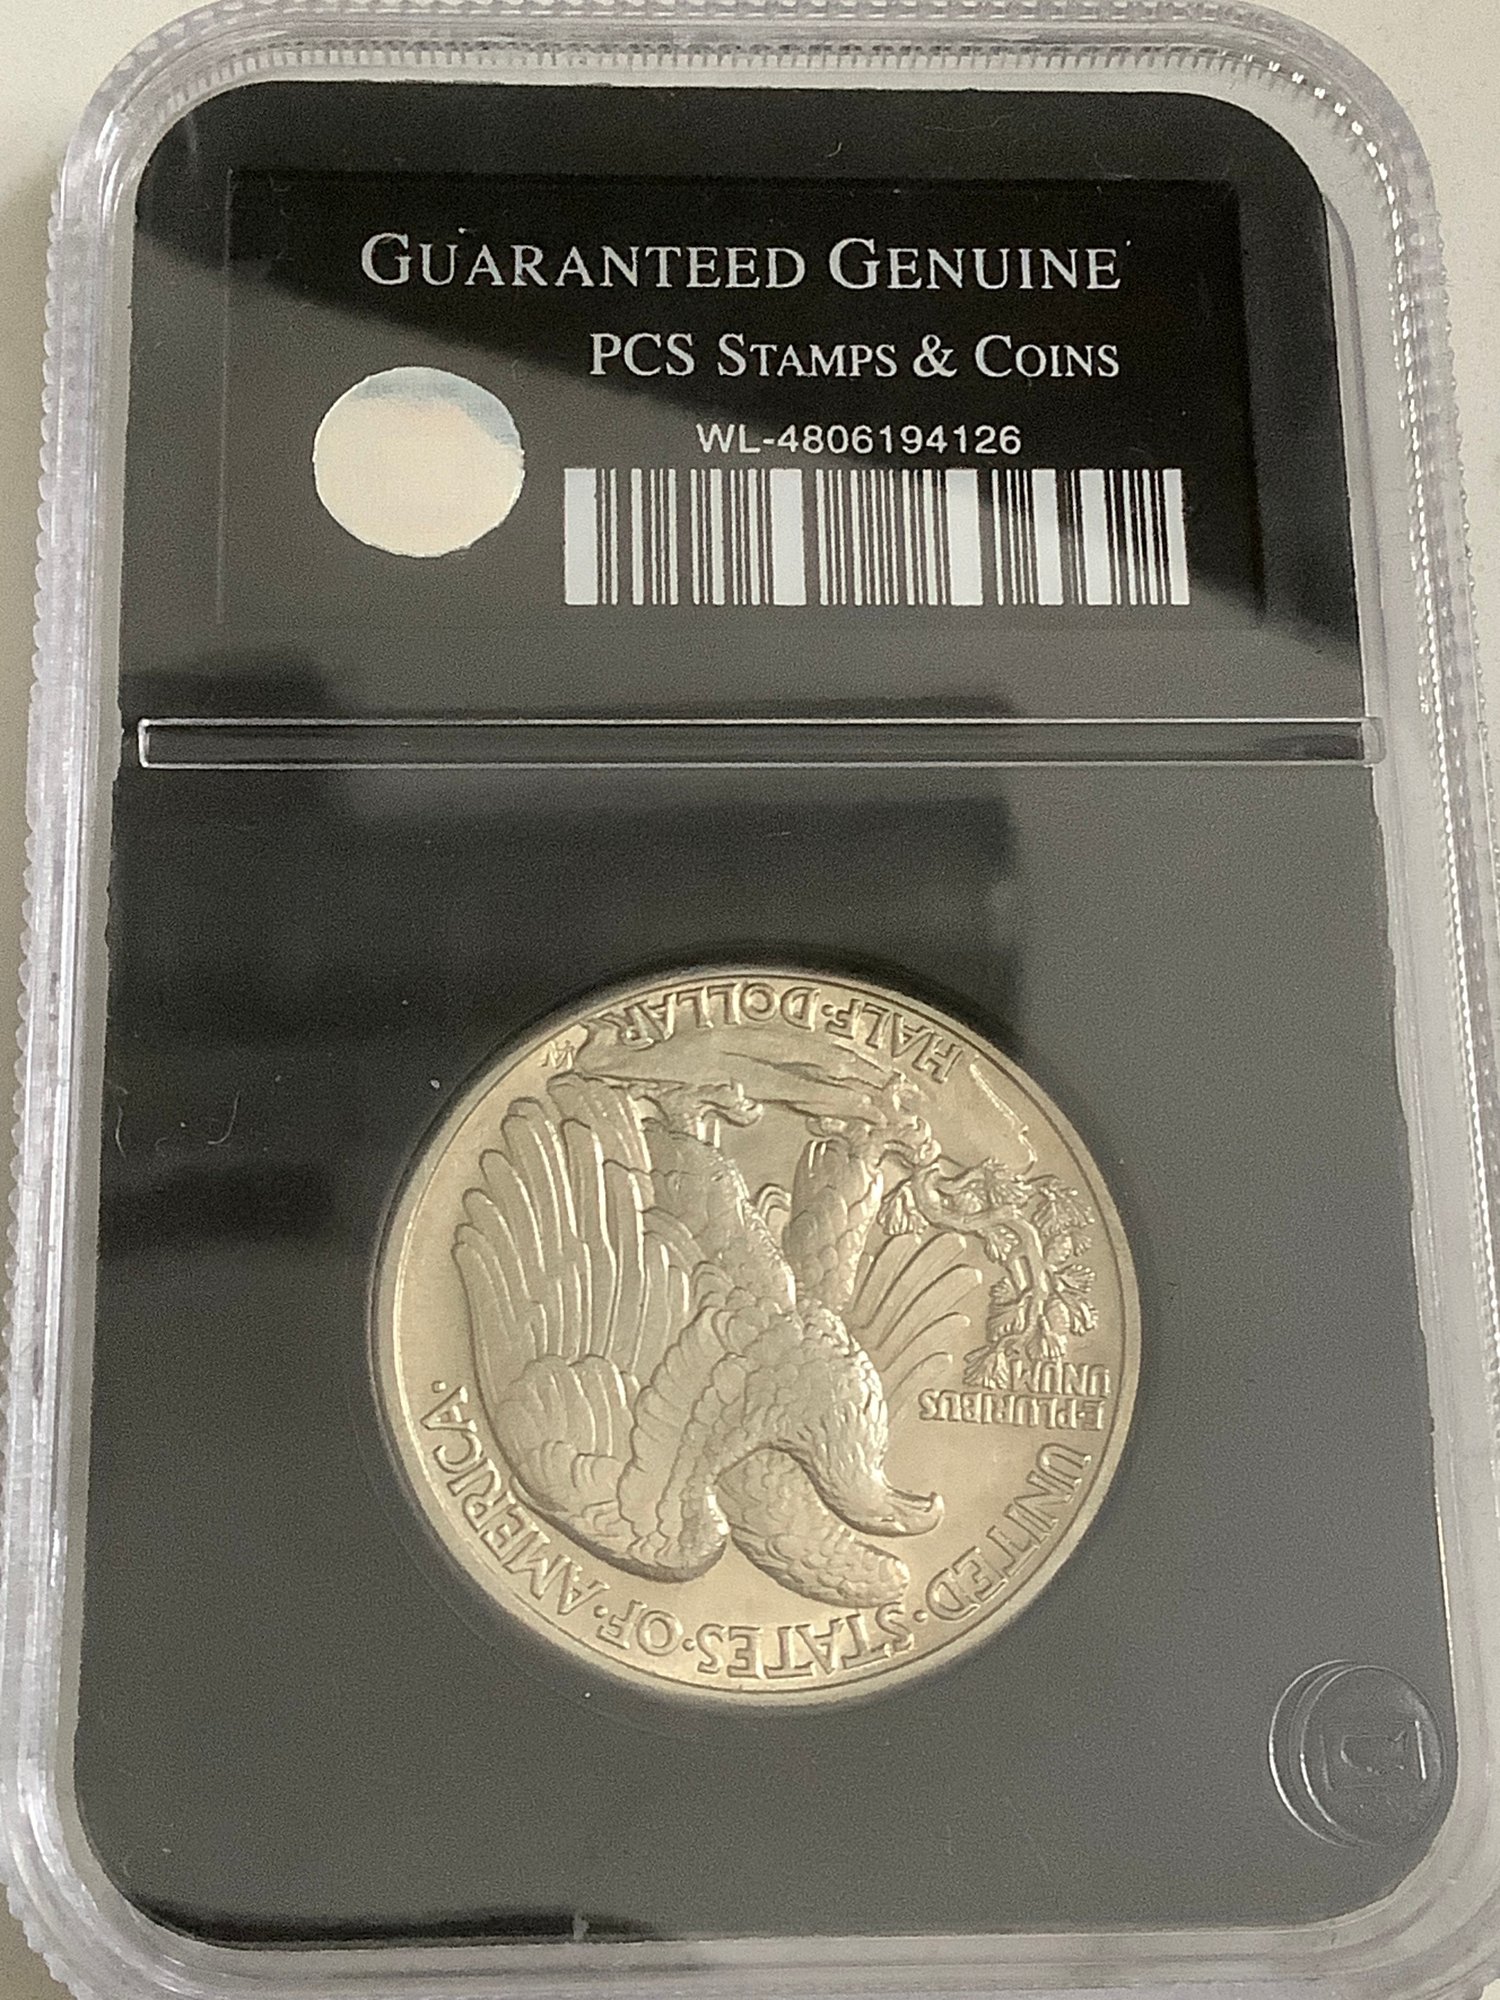 GUARANTEED GENUINE
PCS STAMPS & COINS
WL-4806194126
HALF·DOLLAR
E·PLURIBUS
UNUM
UNITED·STATES·OF·AMERICA·